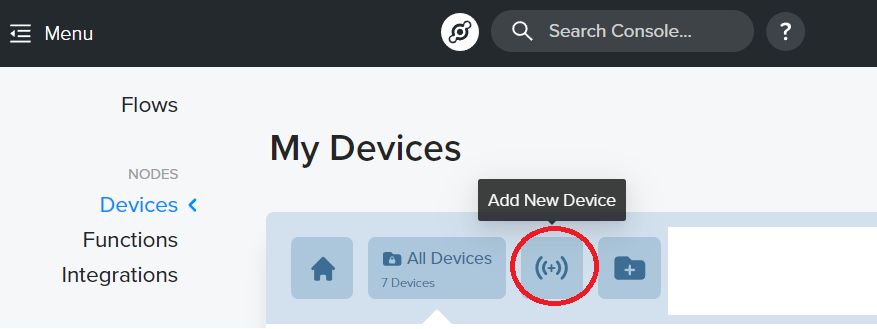 Menu
Search Console...
?
Flows
NODES
Devices
Functions
Integrations
My Devices
Add New Device
All Devices
7 Devices